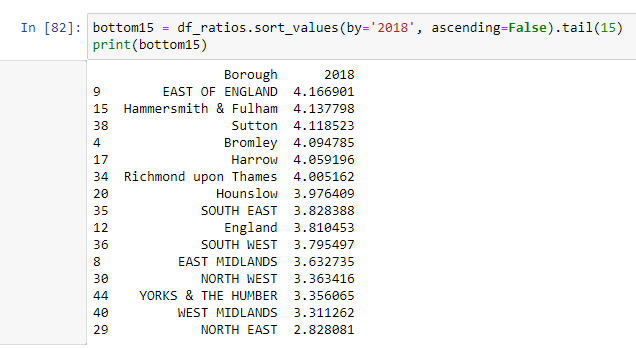 In [82]: bottom15 = df_ratios.sort_values(by='2018', ascending=False).tail(15)
print(bottom15)
Borough 2018
9 EAST OF ENGLAND 4.166901
15 Hammersmith & Fulham 4.137798
38 Sutton 4.118523
4 Bromley 4.094785
17 Harrow 4.059196
34 Richmond upon Thames 4.005162
20 Hounslow 3.976409
35 SOUTH EAST 3.828388
12 England 3.810453
36 SOUTH WEST 3.795497
8 EAST MIDLANDS 3.632735
30 NORTH WEST 3.363416
44 YORKS & THE HUMBER 3.356065
40 WEST MIDLANDS 3.311262
29 NORTH EAST 2.828081